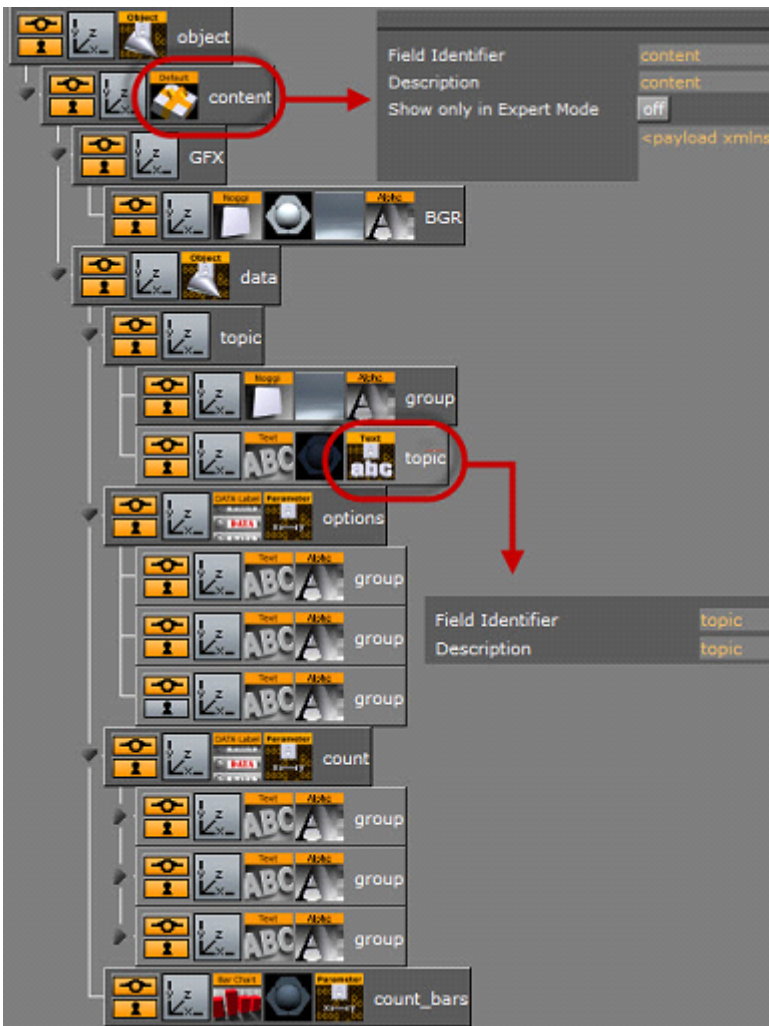 Object
object
Field Identifier content
Description content
Show only in Expert Mode off
<payload xmlns
Default
content
GFX
Noggi Alpha
BGR
Object
data
topic
Noggi Alpha
group
Text Text
ABC abc topic
Field Identifier topic
Description topic
DATA Label Parameter
DATA
options
Text Alpha
ABC A group
Text Alpha
ABC A group
Text Alpha
ABC A group
DATA Label Parameter
DATA
count
Text Alpha
ABC A group
Text Alpha
ABC A group
Text Alpha
ABC A group
Bar Chart Parameter
count_bars